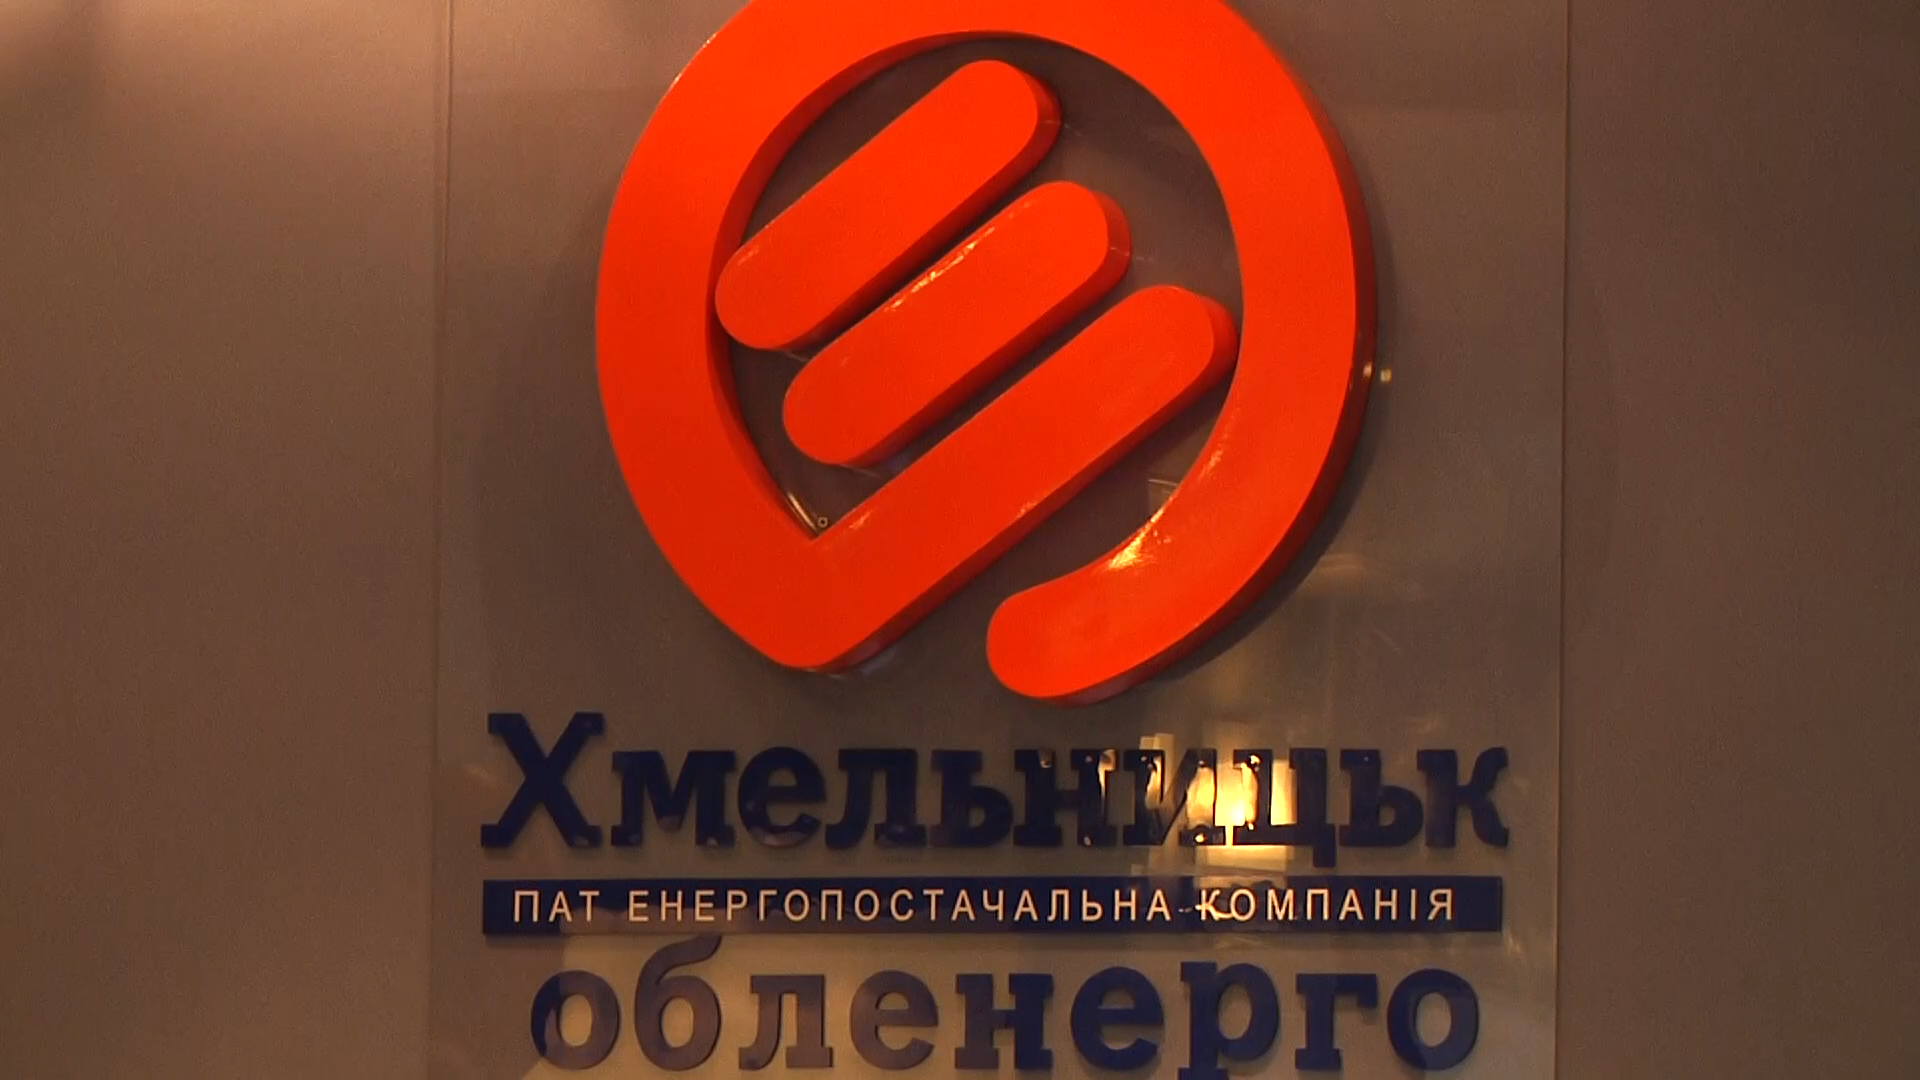 Хмельницьк
ПАТ ЕНЕРГОПОСТАЧАЛЬНА КОМПАНІЯ
обленерго